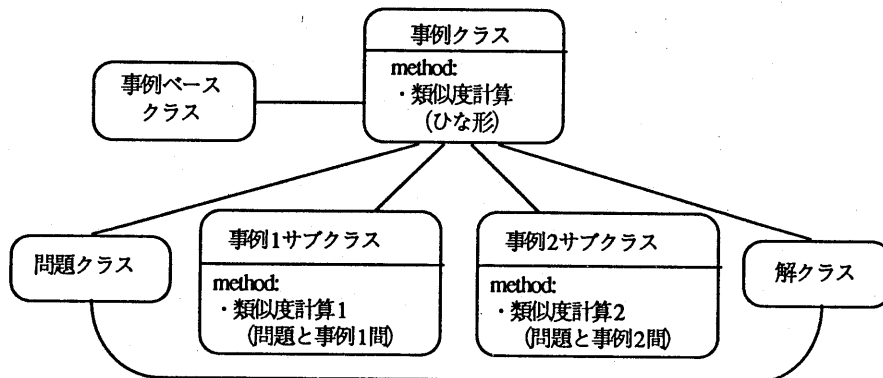 事例クラス
method:
・類似度計算
(ひな形)
事例ベース
クラス
問題クラス
事例1サブクラス
method:
・類似度計算1
(問題と事例1間)
事例2サブクラス
method:
・類似度計算2
(問題と事例2間)
解クラス